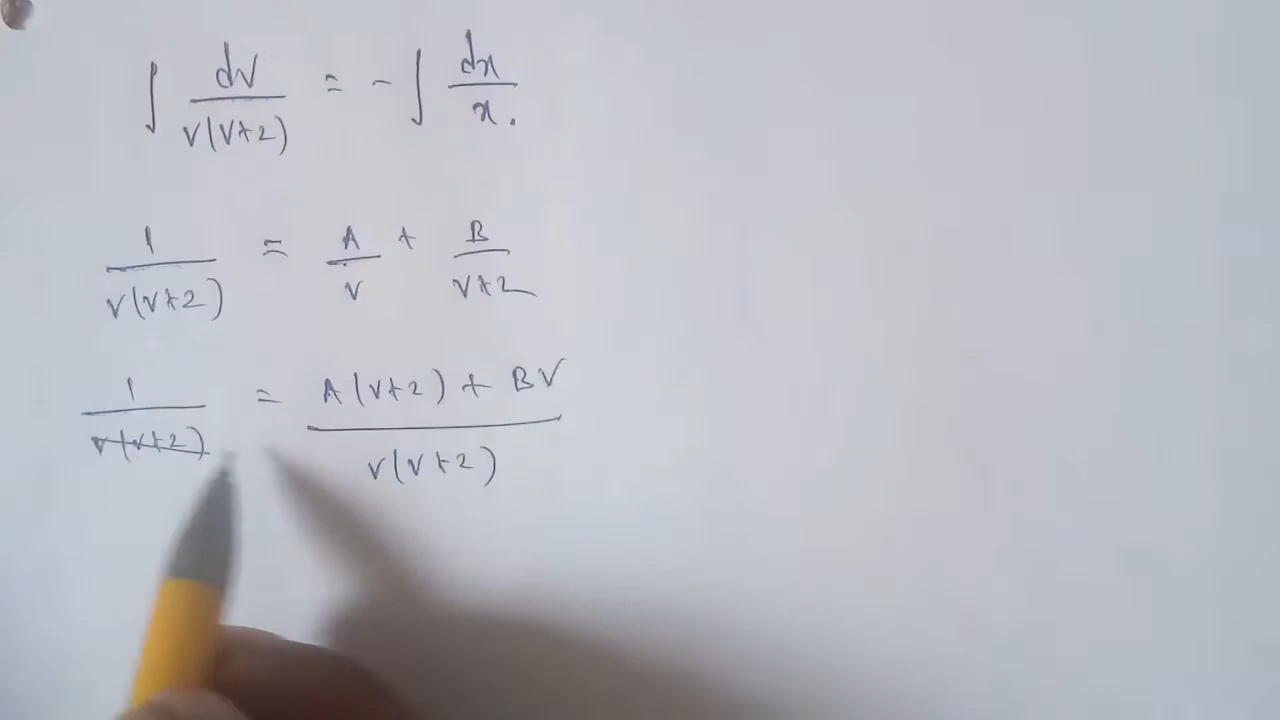 ∫ dV / V(V+2) = - ∫ dx / x.
1 / V(V+2) = A / V + B / V+2
1 / V(V+2) = A(V+2) + BV / V(V+2)